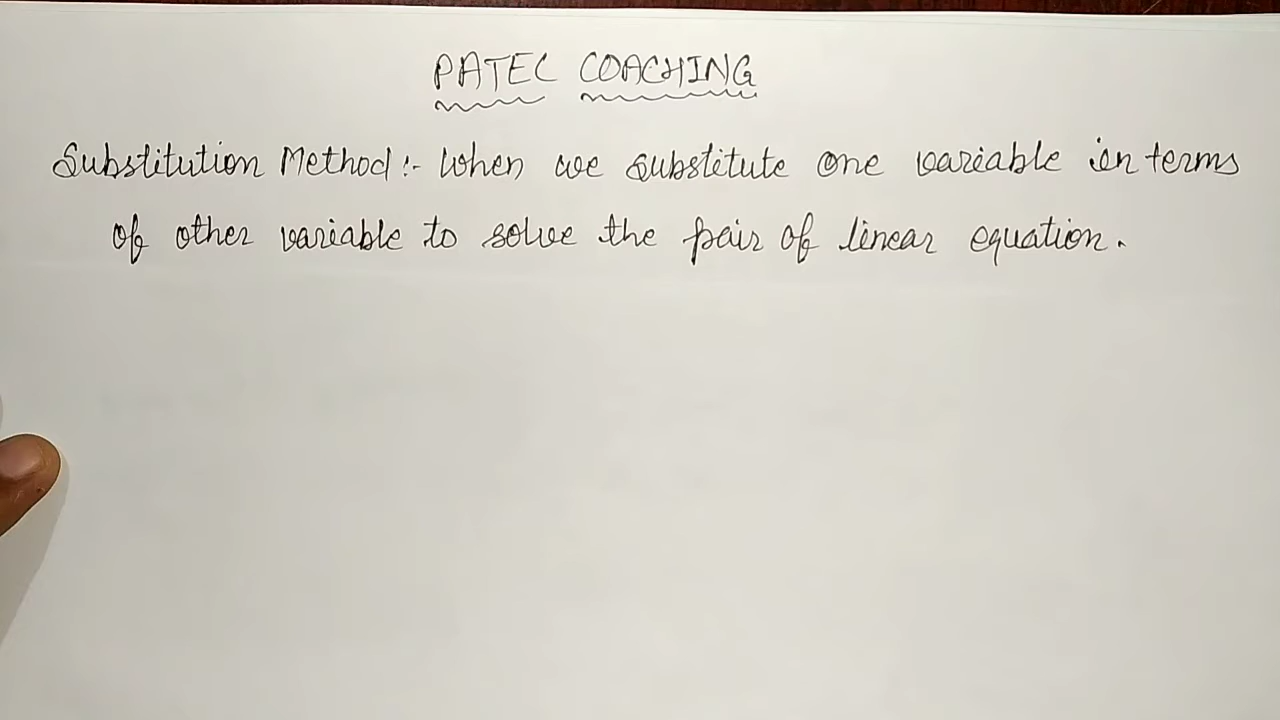 PATEL COACHING
Substitution Method :- When we substitute one variable in terms
of other variable to solve the pair of linear equation.